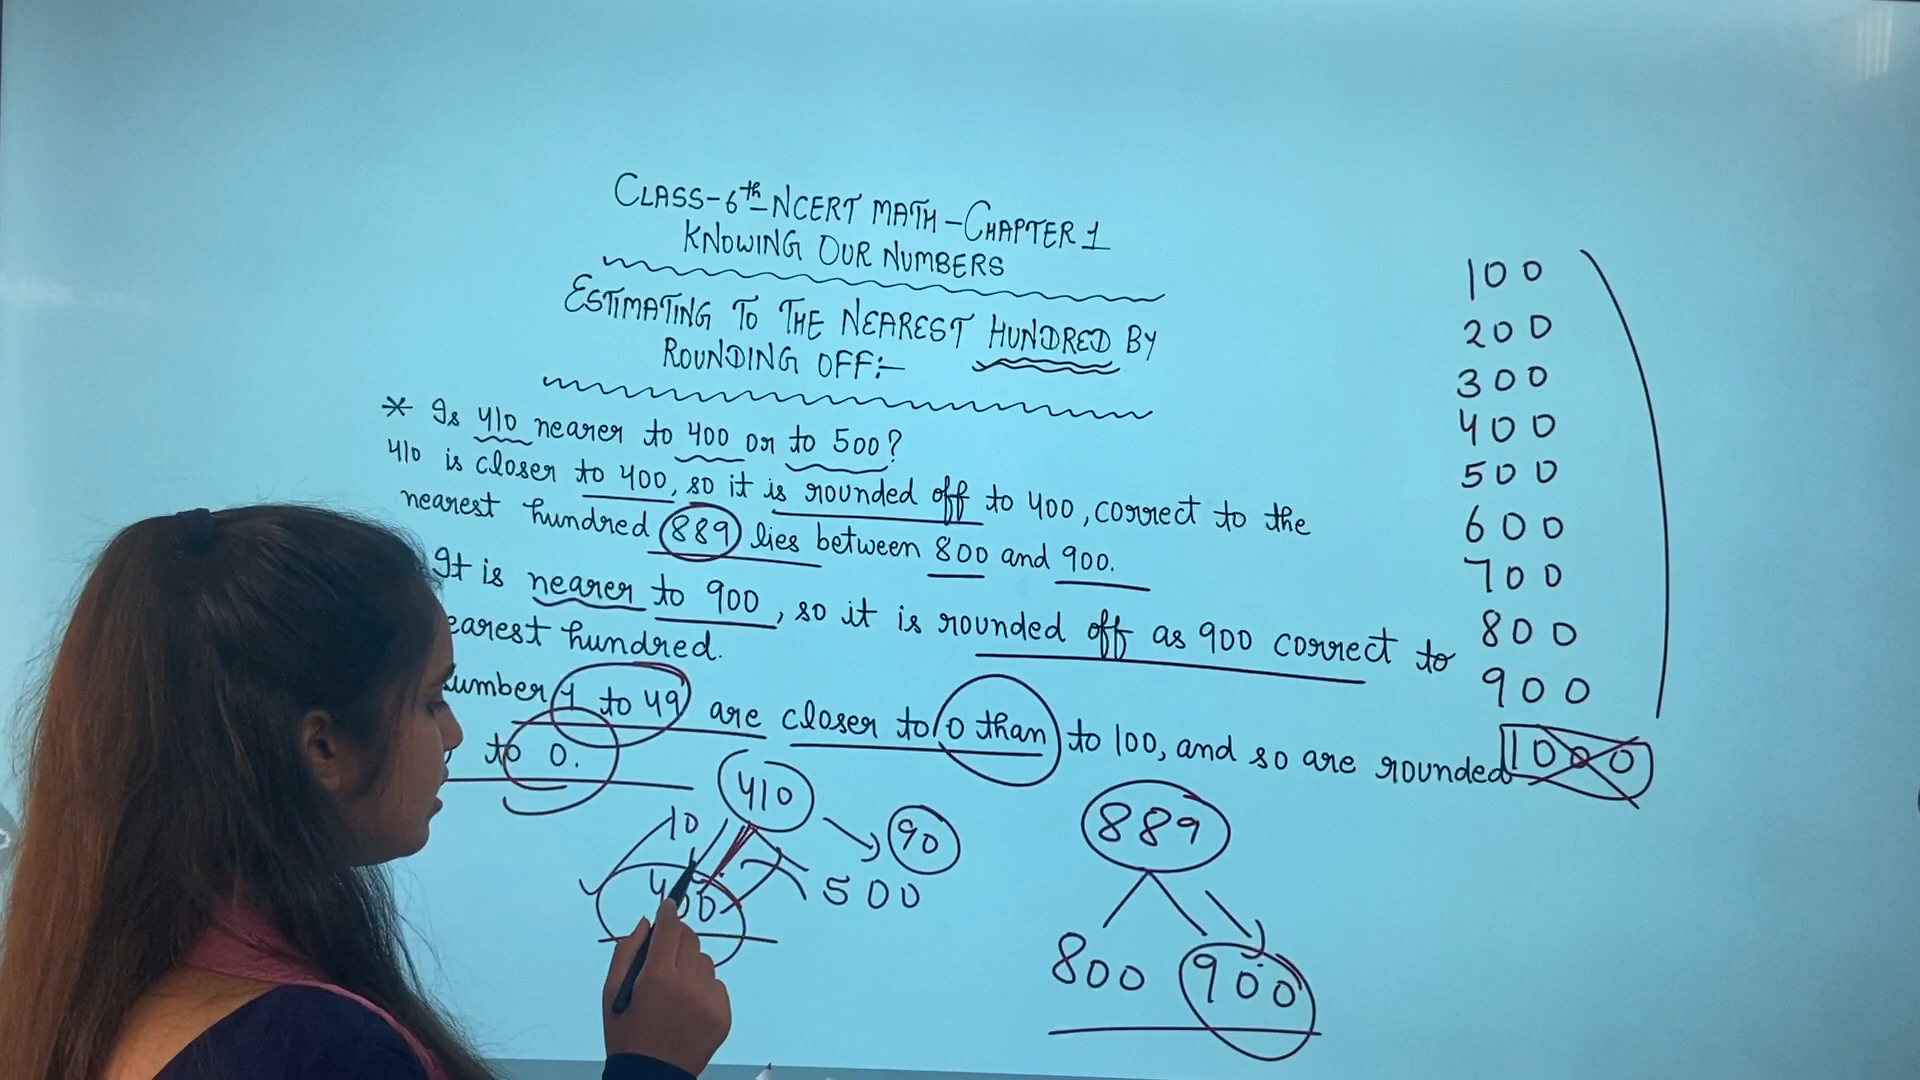 CLASS-6th-NCERT MATH-CHAPTER 1
KNOWING OUR NUMBERS
ESTIMATING TO THE NEAREST HUNDRED BY
ROUNDING OFF:-
* Is 410 nearer to 400 or to 500?
410 is closer to 400, so it is rounded off to 400, correct to the
nearest hundred 889 lies between 800 and 900.
It is nearer to 900, so it is rounded off as 900 correct to
nearest hundred.
number 1 to 49 are closer to 0 than to 100, and so are rounded
to 0.
410
10
90
400
500
889
800 900
100
200
300
400
500
600
700
800
900
1000